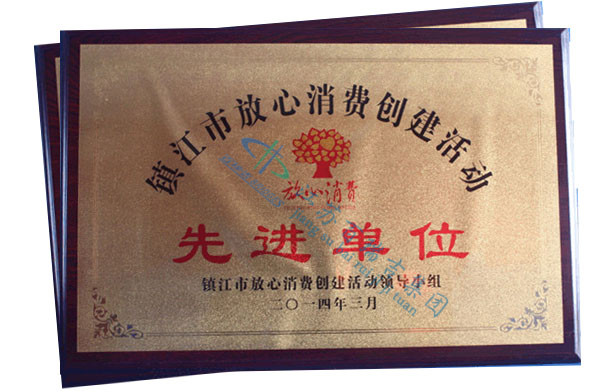 镇江市放心消费创建活动
放心消费
先进单位
镇江市放心消费创建活动领导小组
二〇一四年三月